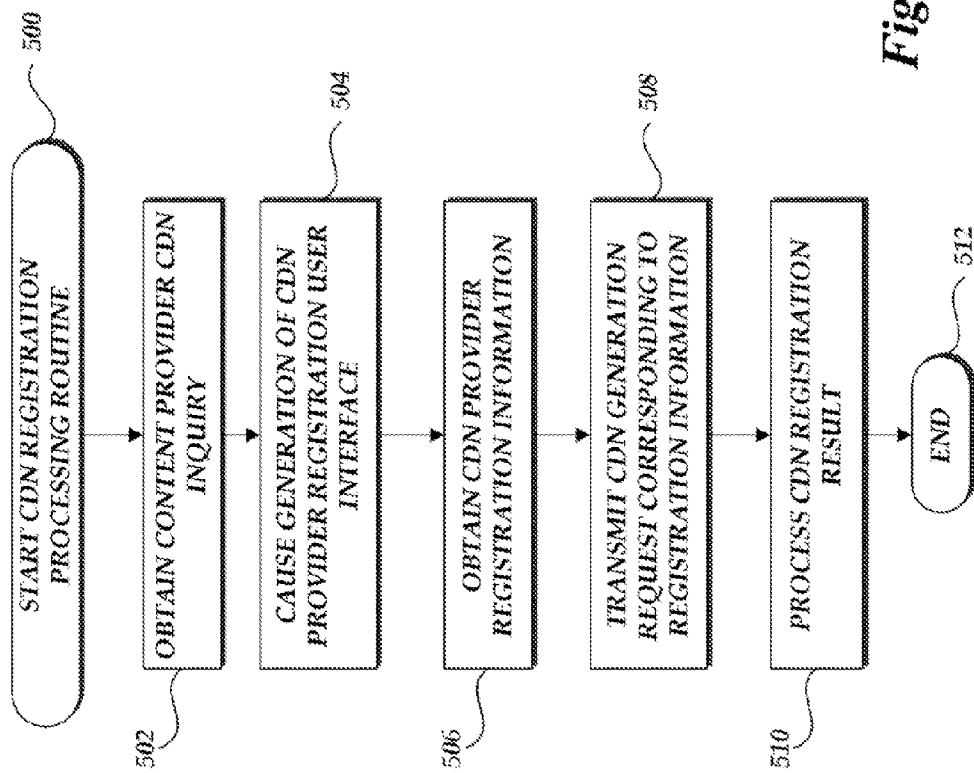 500
START CDN REGISTRATION
PROCESSING ROUTINE
502
OBTAIN CONTENT PROVIDER CDN
INQUIRY
504
CAUSE GENERATION OF CDN
PROVIDER REGISTRATION USER
INTERFACE
506
OBTAIN CDN PROVIDER
REGISTRATION INFORMATION
508
TRANSMIT CDN GENERATION
REQUEST CORRESPONDING TO
REGISTRATION INFORMATION
510
PROCESS CDN REGISTRATION
RESULT
512
END
Fig